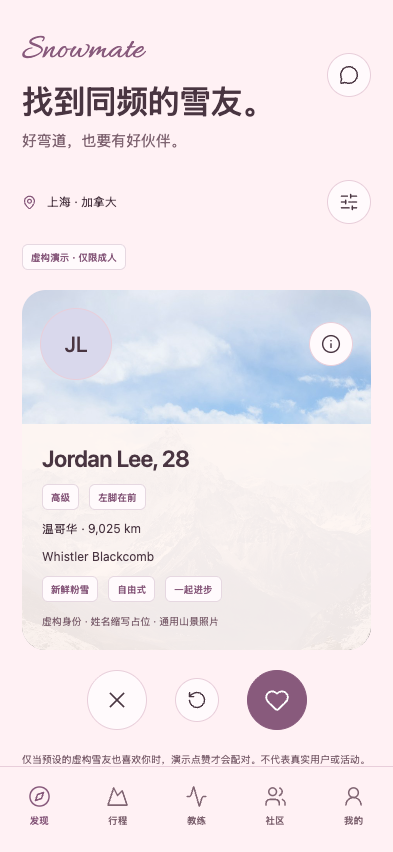 Snowmate
找到同频的雪友。
好弯道，也要有好伙伴。
上海 · 加拿大
虚构演示 · 仅限成人
JL
Jordan Lee, 28
高级 左脚在前
温哥华 · 9,025 km
Whistler Blackcomb
新鲜粉雪 自由式 一起进步
虚构身份 · 姓名缩写占位 · 通用山景照片
仅当预设的虚构雪友也喜欢你时，演示点赞才会配对。不代表真实用户或活动。
发现 行程 教练 社区 我的